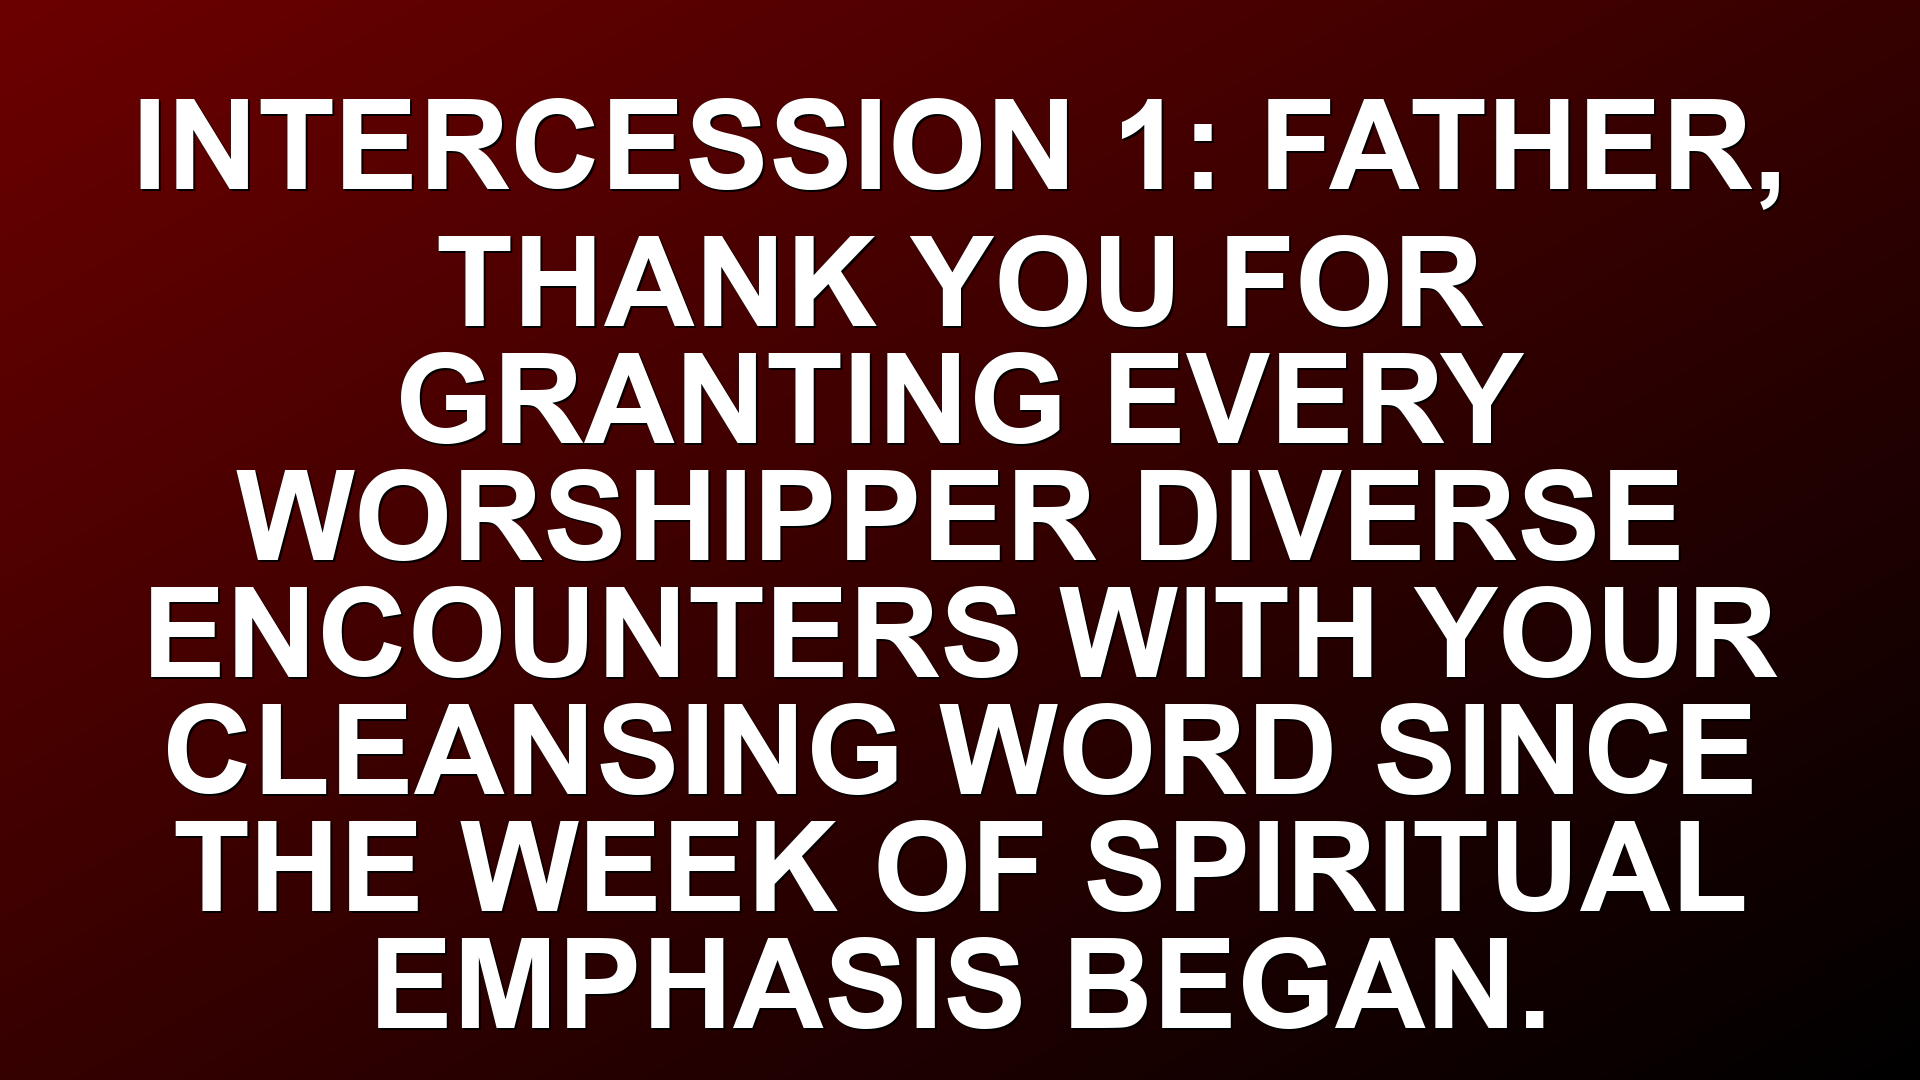 INTERCESSION 1: FATHER,
THANK YOU FOR
GRANTING EVERY
WORSHIPPER DIVERSE
ENCOUNTERS WITH YOUR
CLEANSING WORD SINCE
THE WEEK OF SPIRITUAL
EMPHASIS BEGAN.